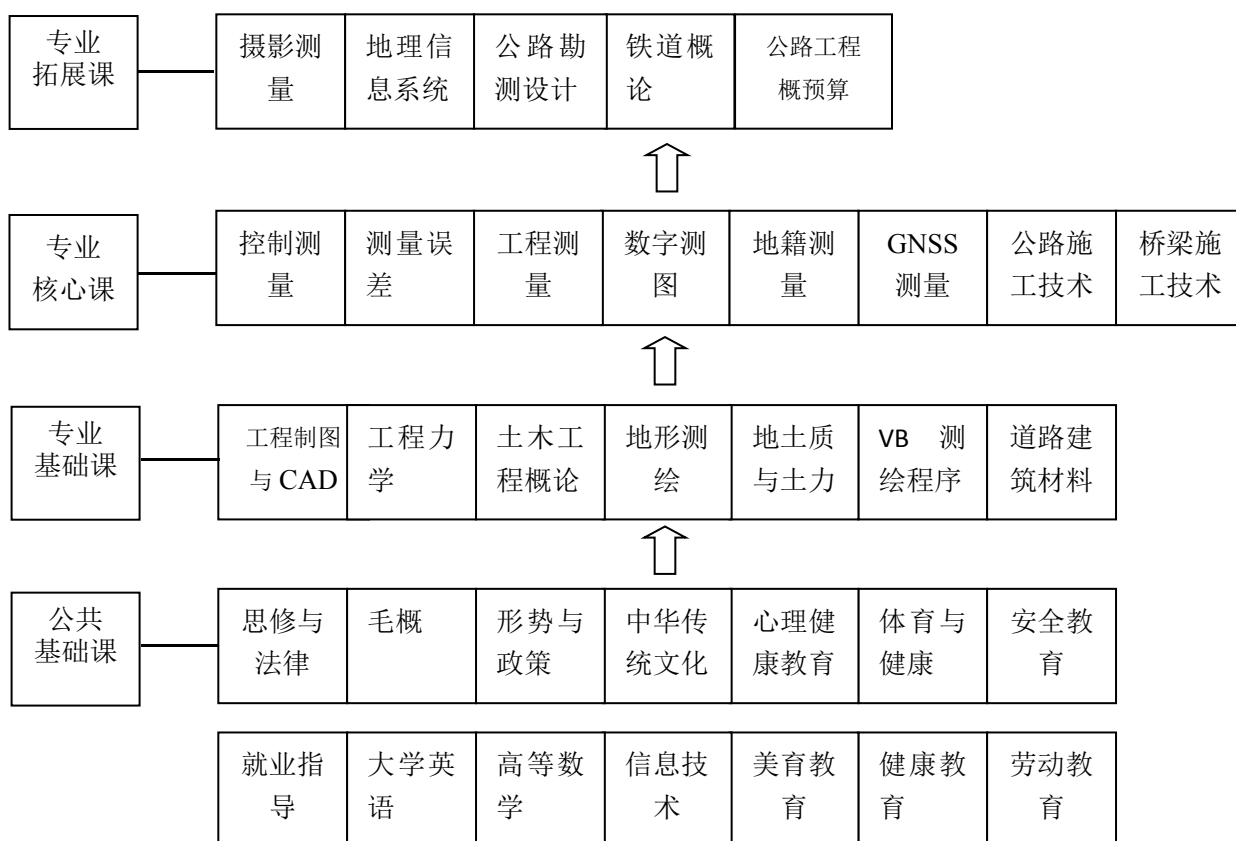 专业
拓展课
摄影测
量
地理信
息系统
公路勘
测设计
铁道概
论
公路工程
概预算
专业
核心课
控制测
量
测量误
差
工程测
量
数字测
图
地籍测
量
GNSS
测量
公路施
工技术
桥梁施
工技术
专业
基础课
工程制图
与 CAD
工程力
学
土木工
程概论
地形测
绘
地土质
与土力
VB 测
绘程序
道路建
筑材料
公共
基础课
思修与
法律
毛概
形势与
政策
中华传
统文化
心理健
康教育
体育与
健康
安全教
育
就业指
导
大学英
语
高等数
学
信息技
术
美育教
育
健康教
育
劳动教
育